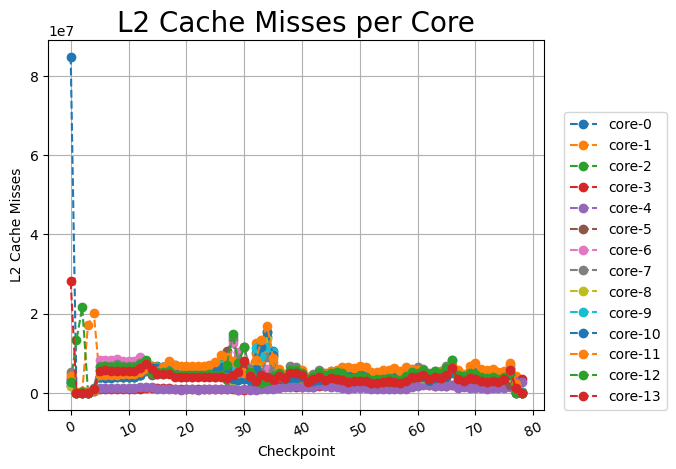 L2 Cache Misses per Core
1e7
8
6
4
2
0
L2 Cache Misses
0
10
20
30
40
50
60
70
80
Checkpoint
core-0
core-1
core-2
core-3
core-4
core-5
core-6
core-7
core-8
core-9
core-10
core-11
core-12
core-13